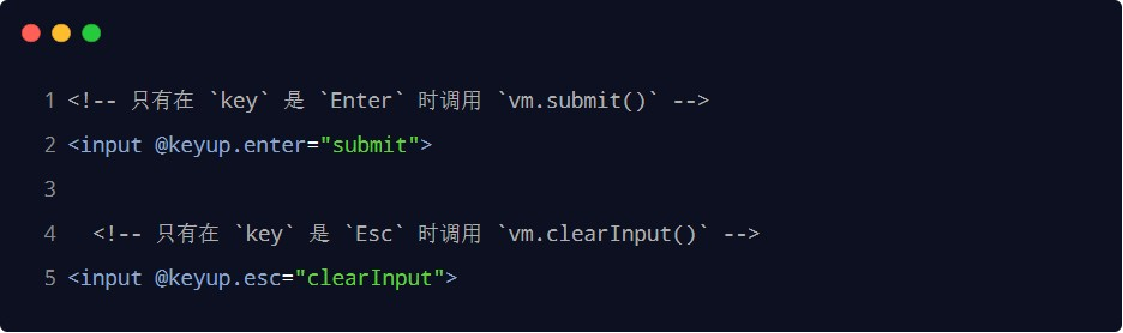 1 <!-- 只有在 `key` 是 `Enter` 时调用 `vm.submit()` -->
2 <input @keyup.enter="submit">
3
4   <!-- 只有在 `key` 是 `Esc` 时调用 `vm.clearInput()` -->
5 <input @keyup.esc="clearInput">